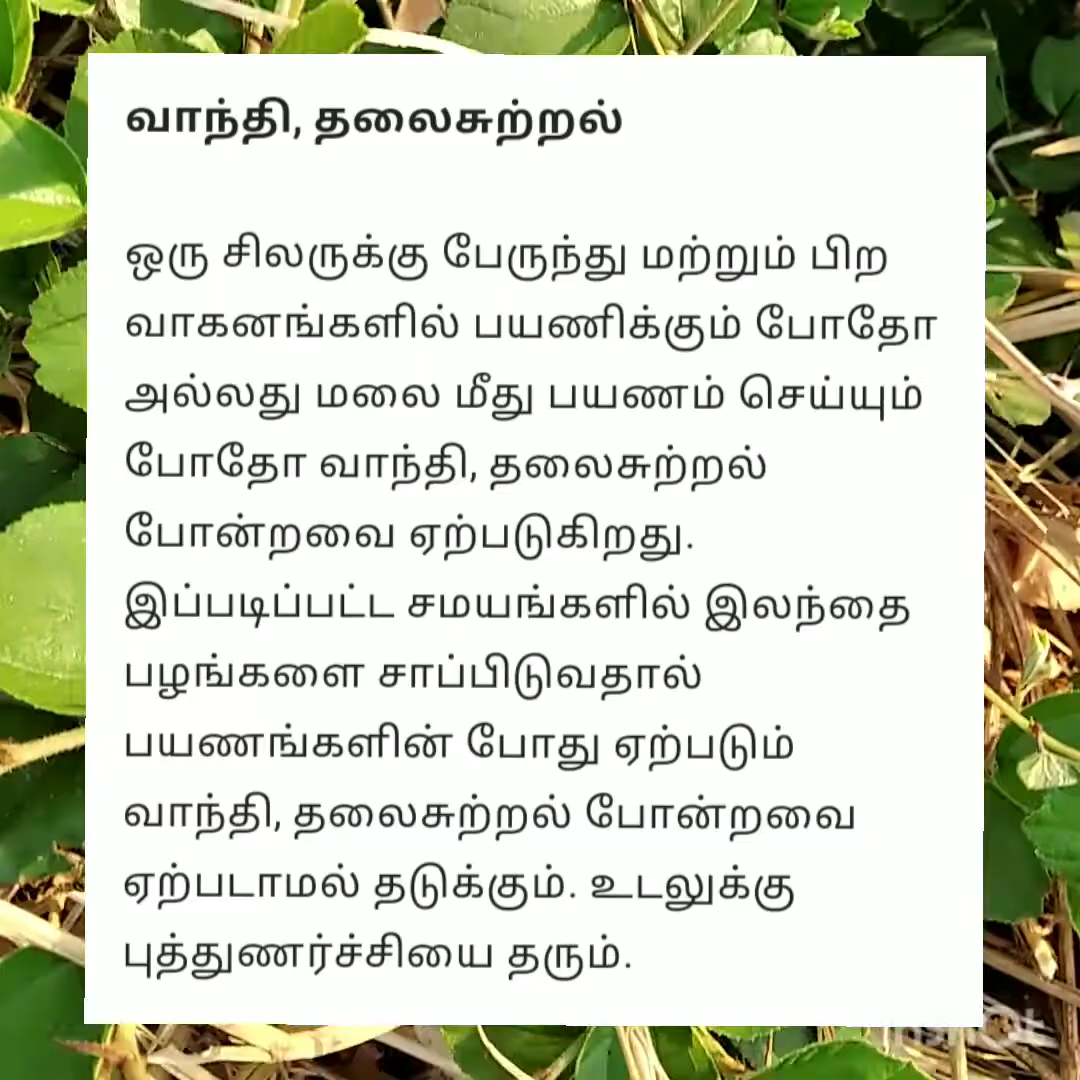 வாந்தி, தலைசுற்றல்
ஒரு சிலருக்கு பேருந்து மற்றும் பிற
வாகனங்களில் பயணிக்கும் போதோ
அல்லது மலை மீது பயணம் செய்யும்
போதோ வாந்தி, தலைசுற்றல்
போன்றவை ஏற்படுகிறது.
இப்படிப்பட்ட சமயங்களில் இலந்தை
பழங்களை சாப்பிடுவதால்
பயணங்களின் போது ஏற்படும்
வாந்தி, தலைசுற்றல் போன்றவை
ஏற்படாமல் தடுக்கும். உடலுக்கு
புத்துணர்ச்சியை தரும்.